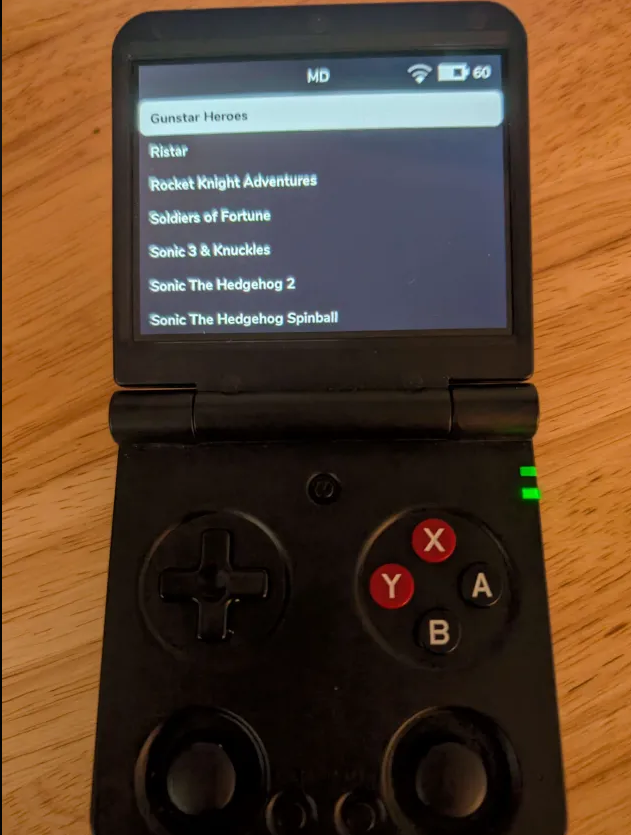 MD 60
Gunstar Heroes
Ristar
Rocket Knight Adventures
Soldiers of Fortune
Sonic 3 & Knuckles
Sonic The Hedgehog 2
Sonic The Hedgehog Spinball
X
Y A
B